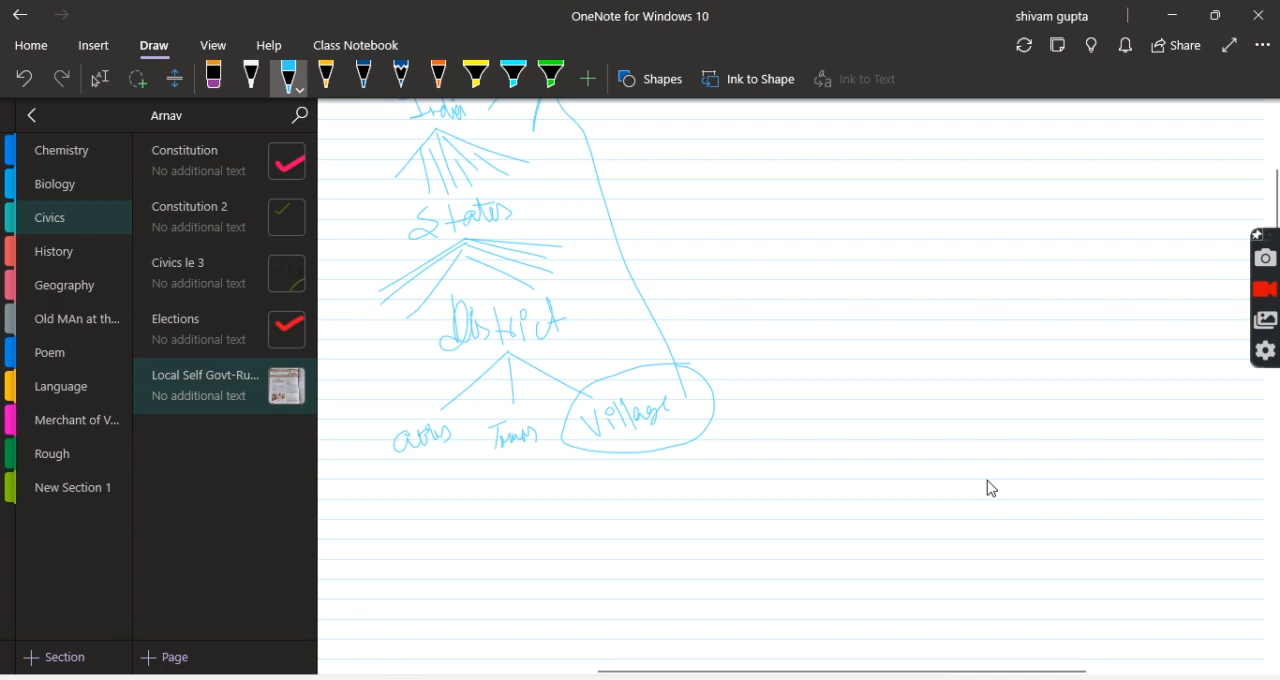 OneNote for Windows 10
shivam gupta
Home Insert Draw View Help Class Notebook
Share
Shapes
Ink to Shape
Ink to Text
Arnav
Chemistry
Biology
Civics
History
Geography
Old MAn at th...
Poem
Language
Merchant of V...
Rough
New Section 1
Section
Constitution
No additional text
Constitution 2
No additional text
Civics le 3
No additional text
Elections
No additional text
Local Self Govt-Ru...
No additional text
Page
India
States
District
Towns Village